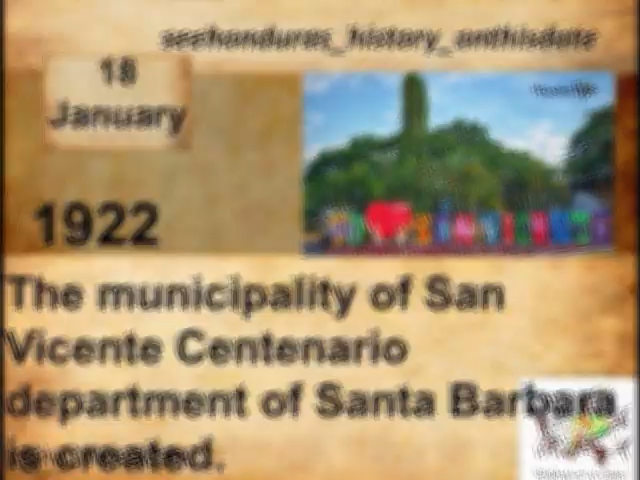 seehonduras_history_onthisdate
18
January
1922
The municipality of San
Vicente Centenario
department of Santa Barbara
is created.